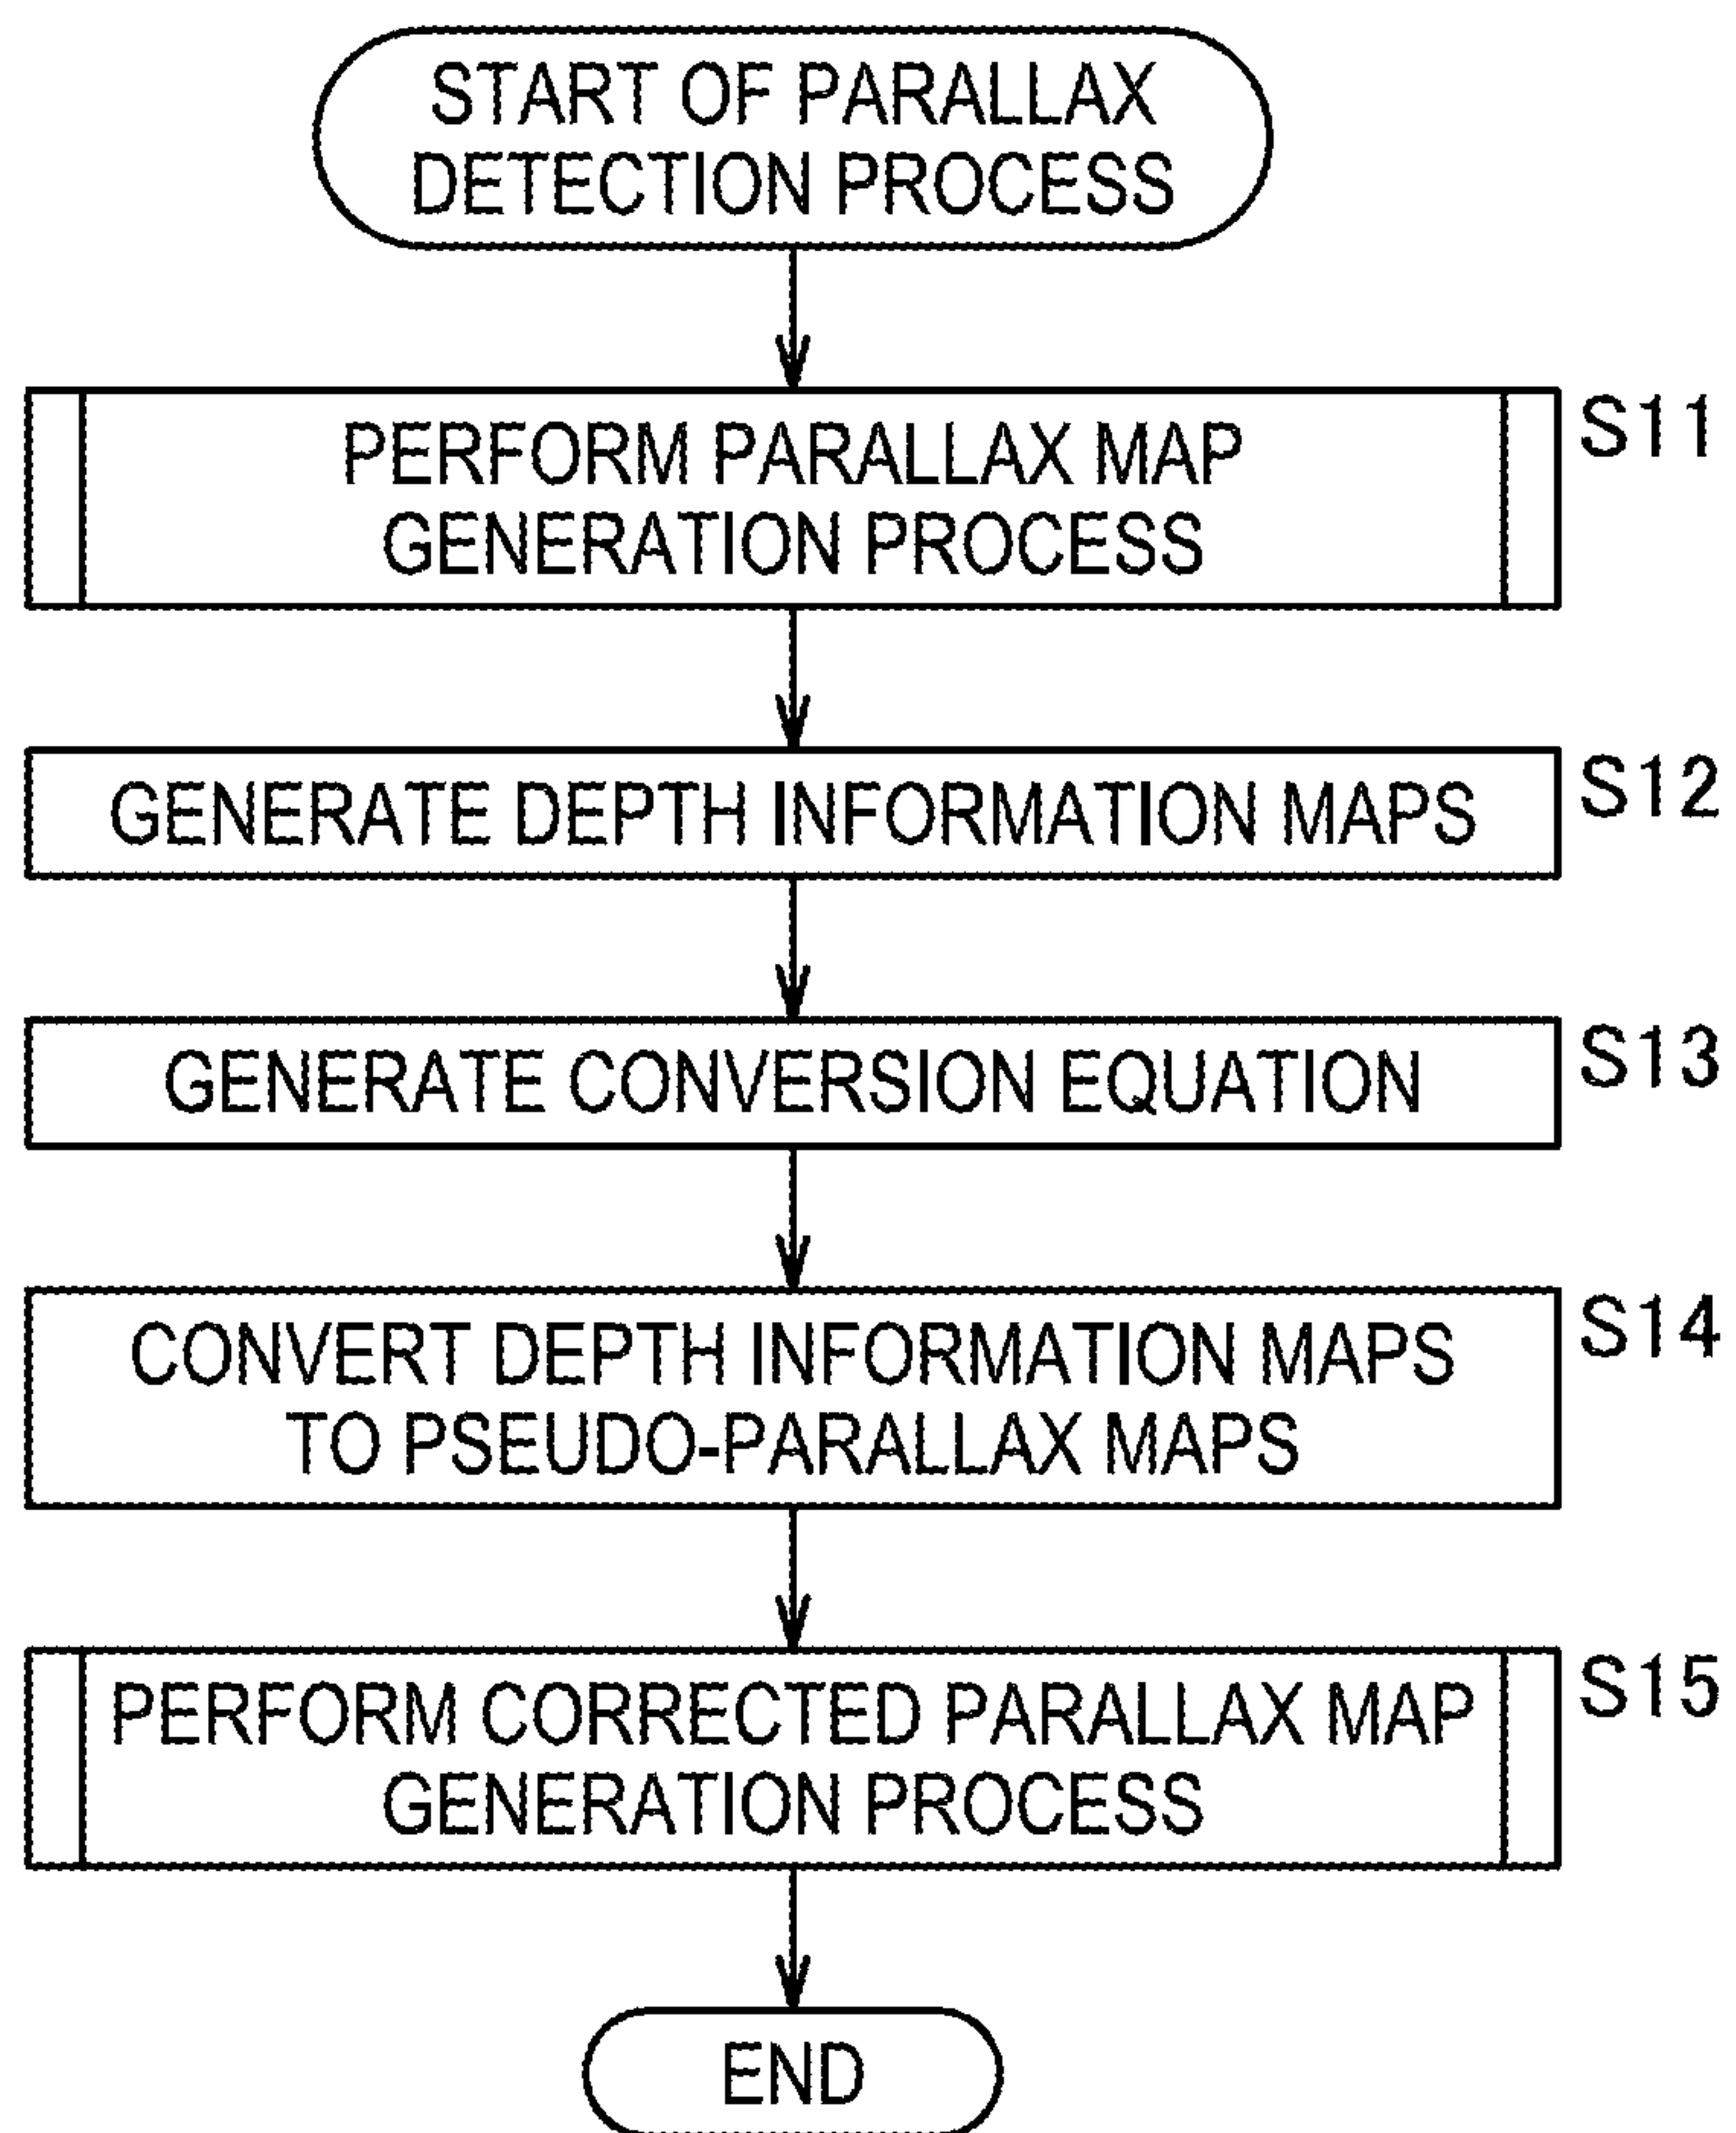 START OF PARALLAX
DETECTION PROCESS
PERFORM PARALLAX MAP
GENERATION PROCESS
S11
GENERATE DEPTH INFORMATION MAPS
S12
GENERATE CONVERSION EQUATION
S13
CONVERT DEPTH INFORMATION MAPS
TO PSEUDO-PARALLAX MAPS
S14
PERFORM CORRECTED PARALLAX MAP
GENERATION PROCESS
S15
END